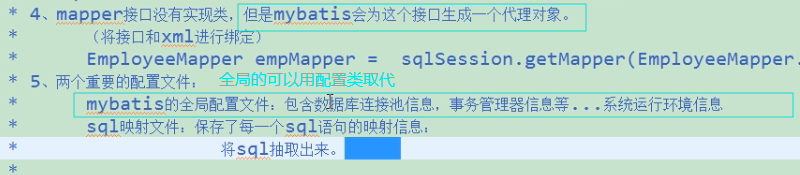 * 4、mapper接口没有实现类，但是mybatis会为这个接口生成一个代理对象。
* （将接口和xml进行绑定）
* EmployeeMapper empMapper = sqlSession.getMapper(EmployeeMapper.
* 5、两个重要的配置文件： 全局的可以用配置类取代
* mybatis的全局配置文件：包含数据库连接池信息，事务管理器信息等...系统运行环境信息
* sql映射文件：保存了每一个sql语句的映射信息：
* 将sql抽取出来。
*